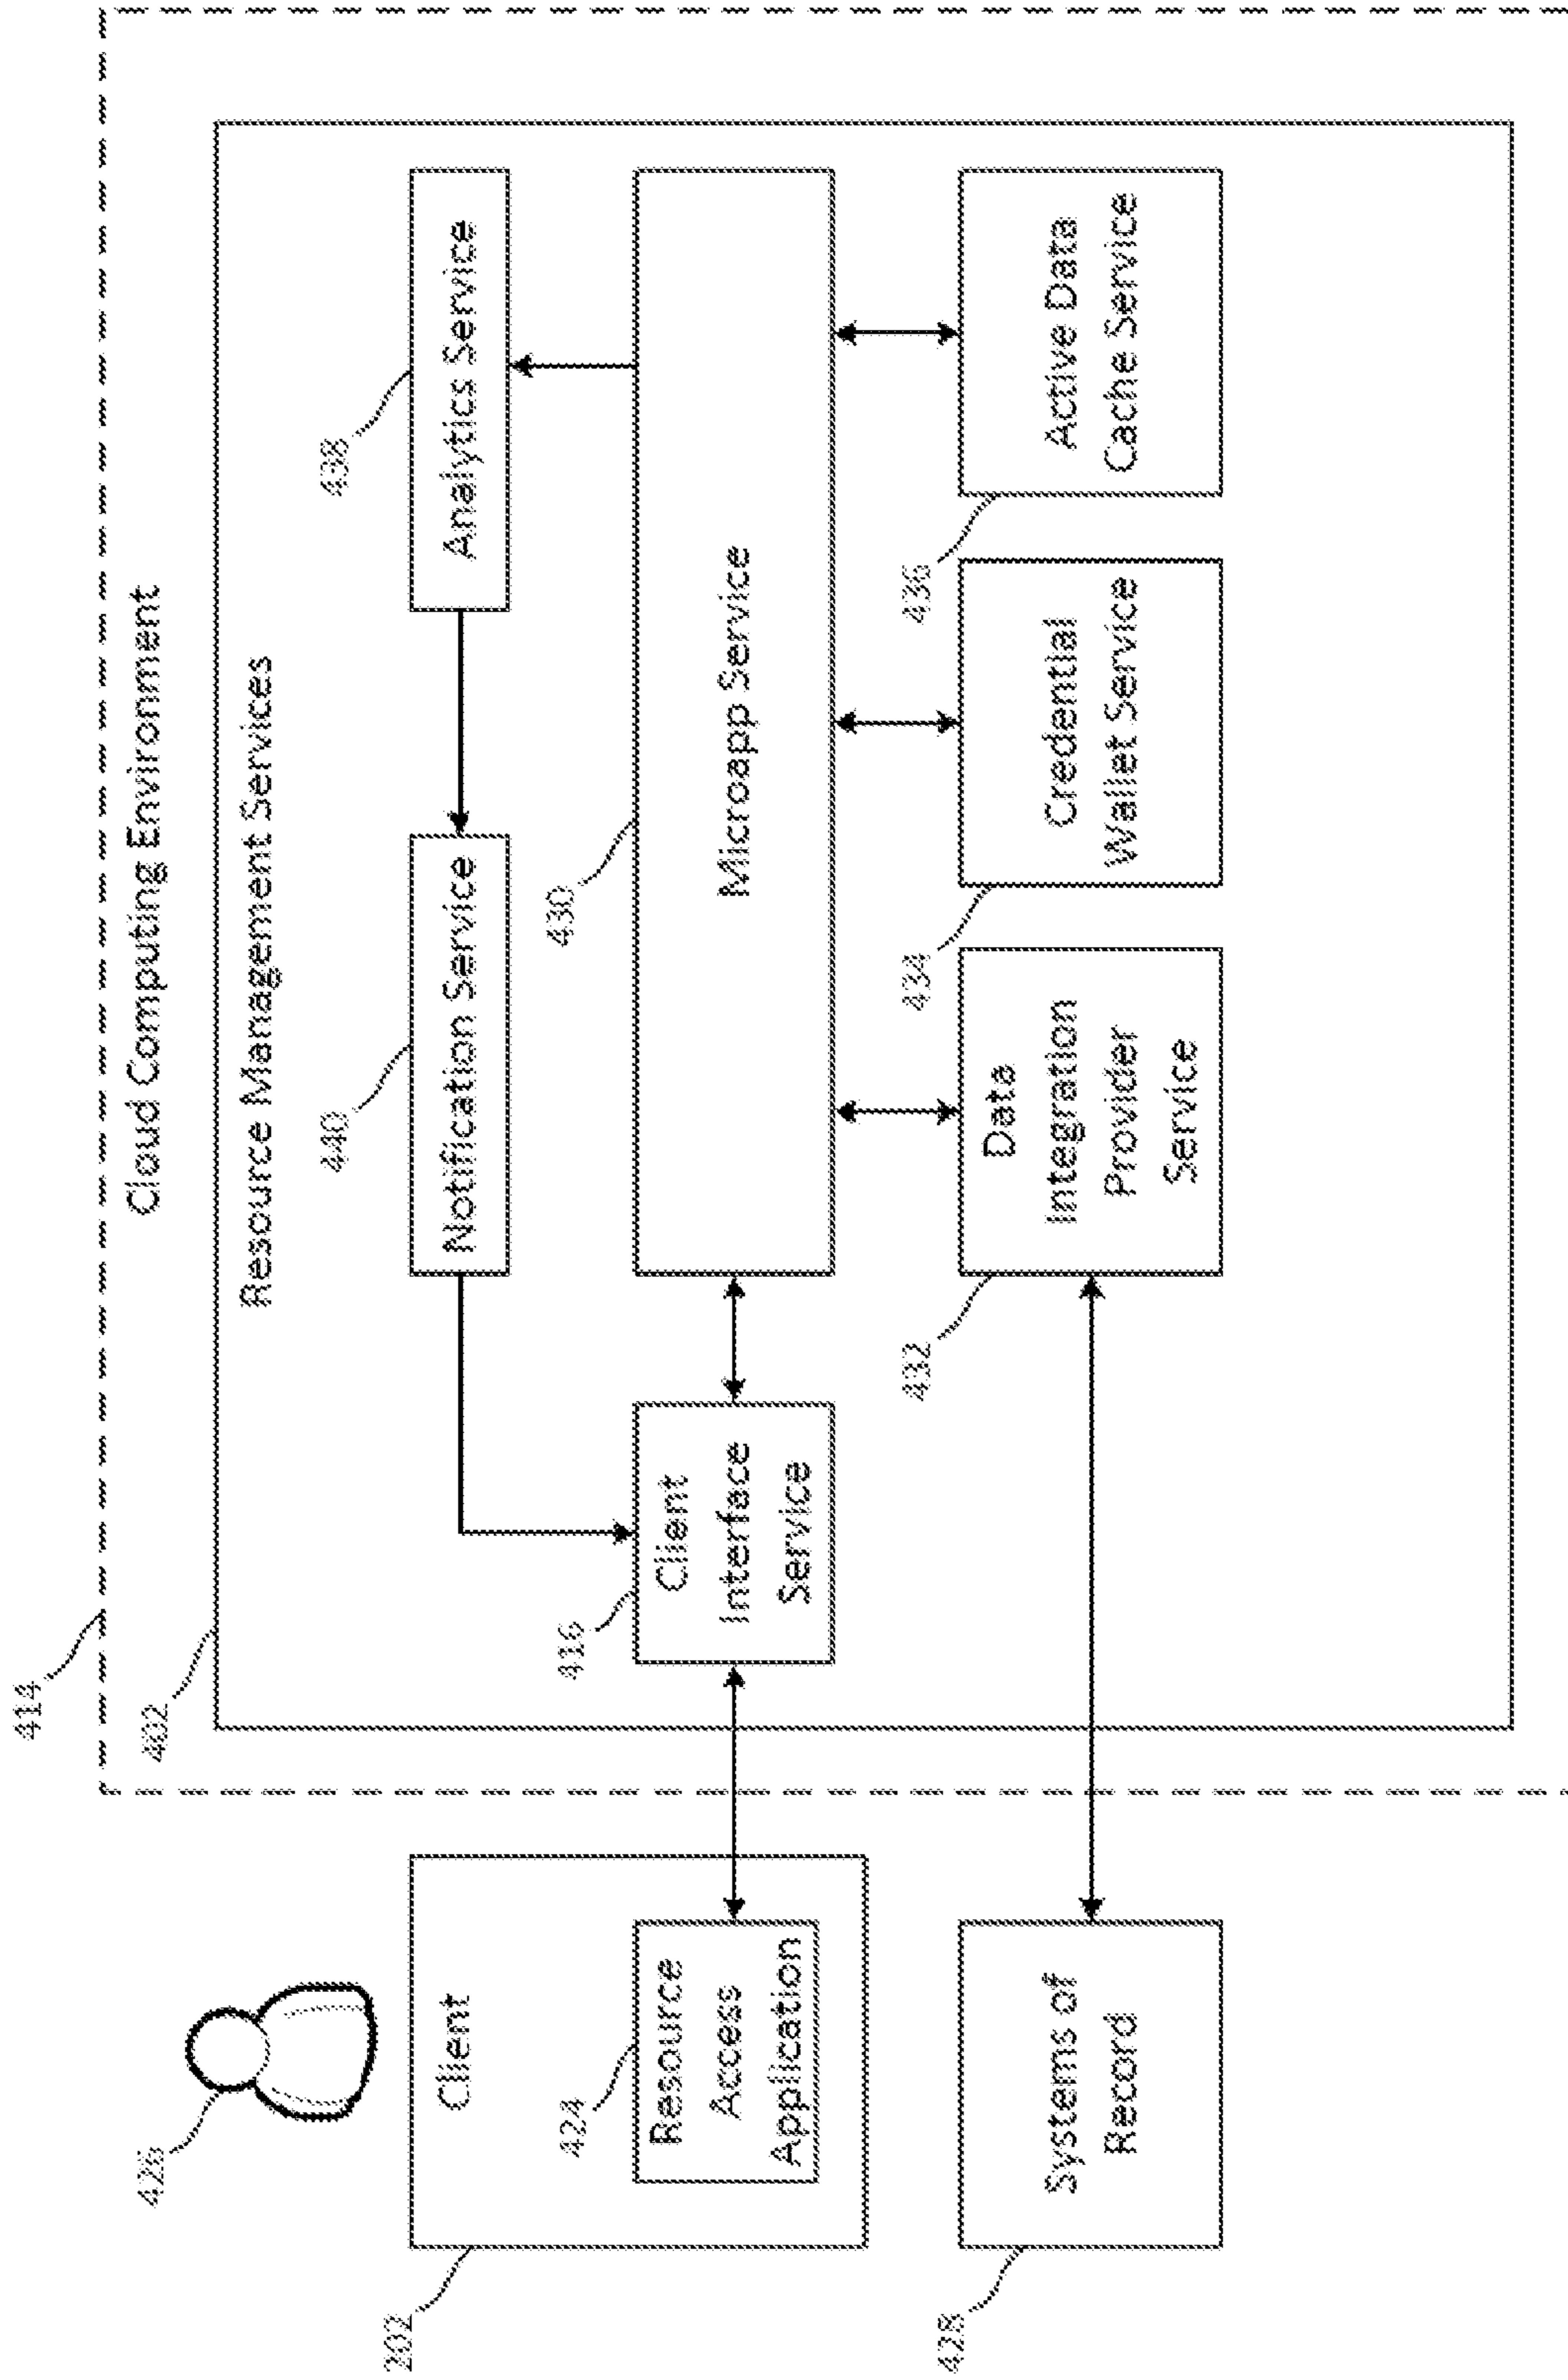 414
Cloud Computing Environment
402
Resource Management Services
426
202
Client
440
Notification Service
438
Analytics Service
424
Resource
Access
Application
416
Client
Interface
Service
430
Microapp Service
428
Systems of
Record
432
Data
Integration
Provider
Service
434
Credential
Wallet Service
436
Active Data
Cache Service